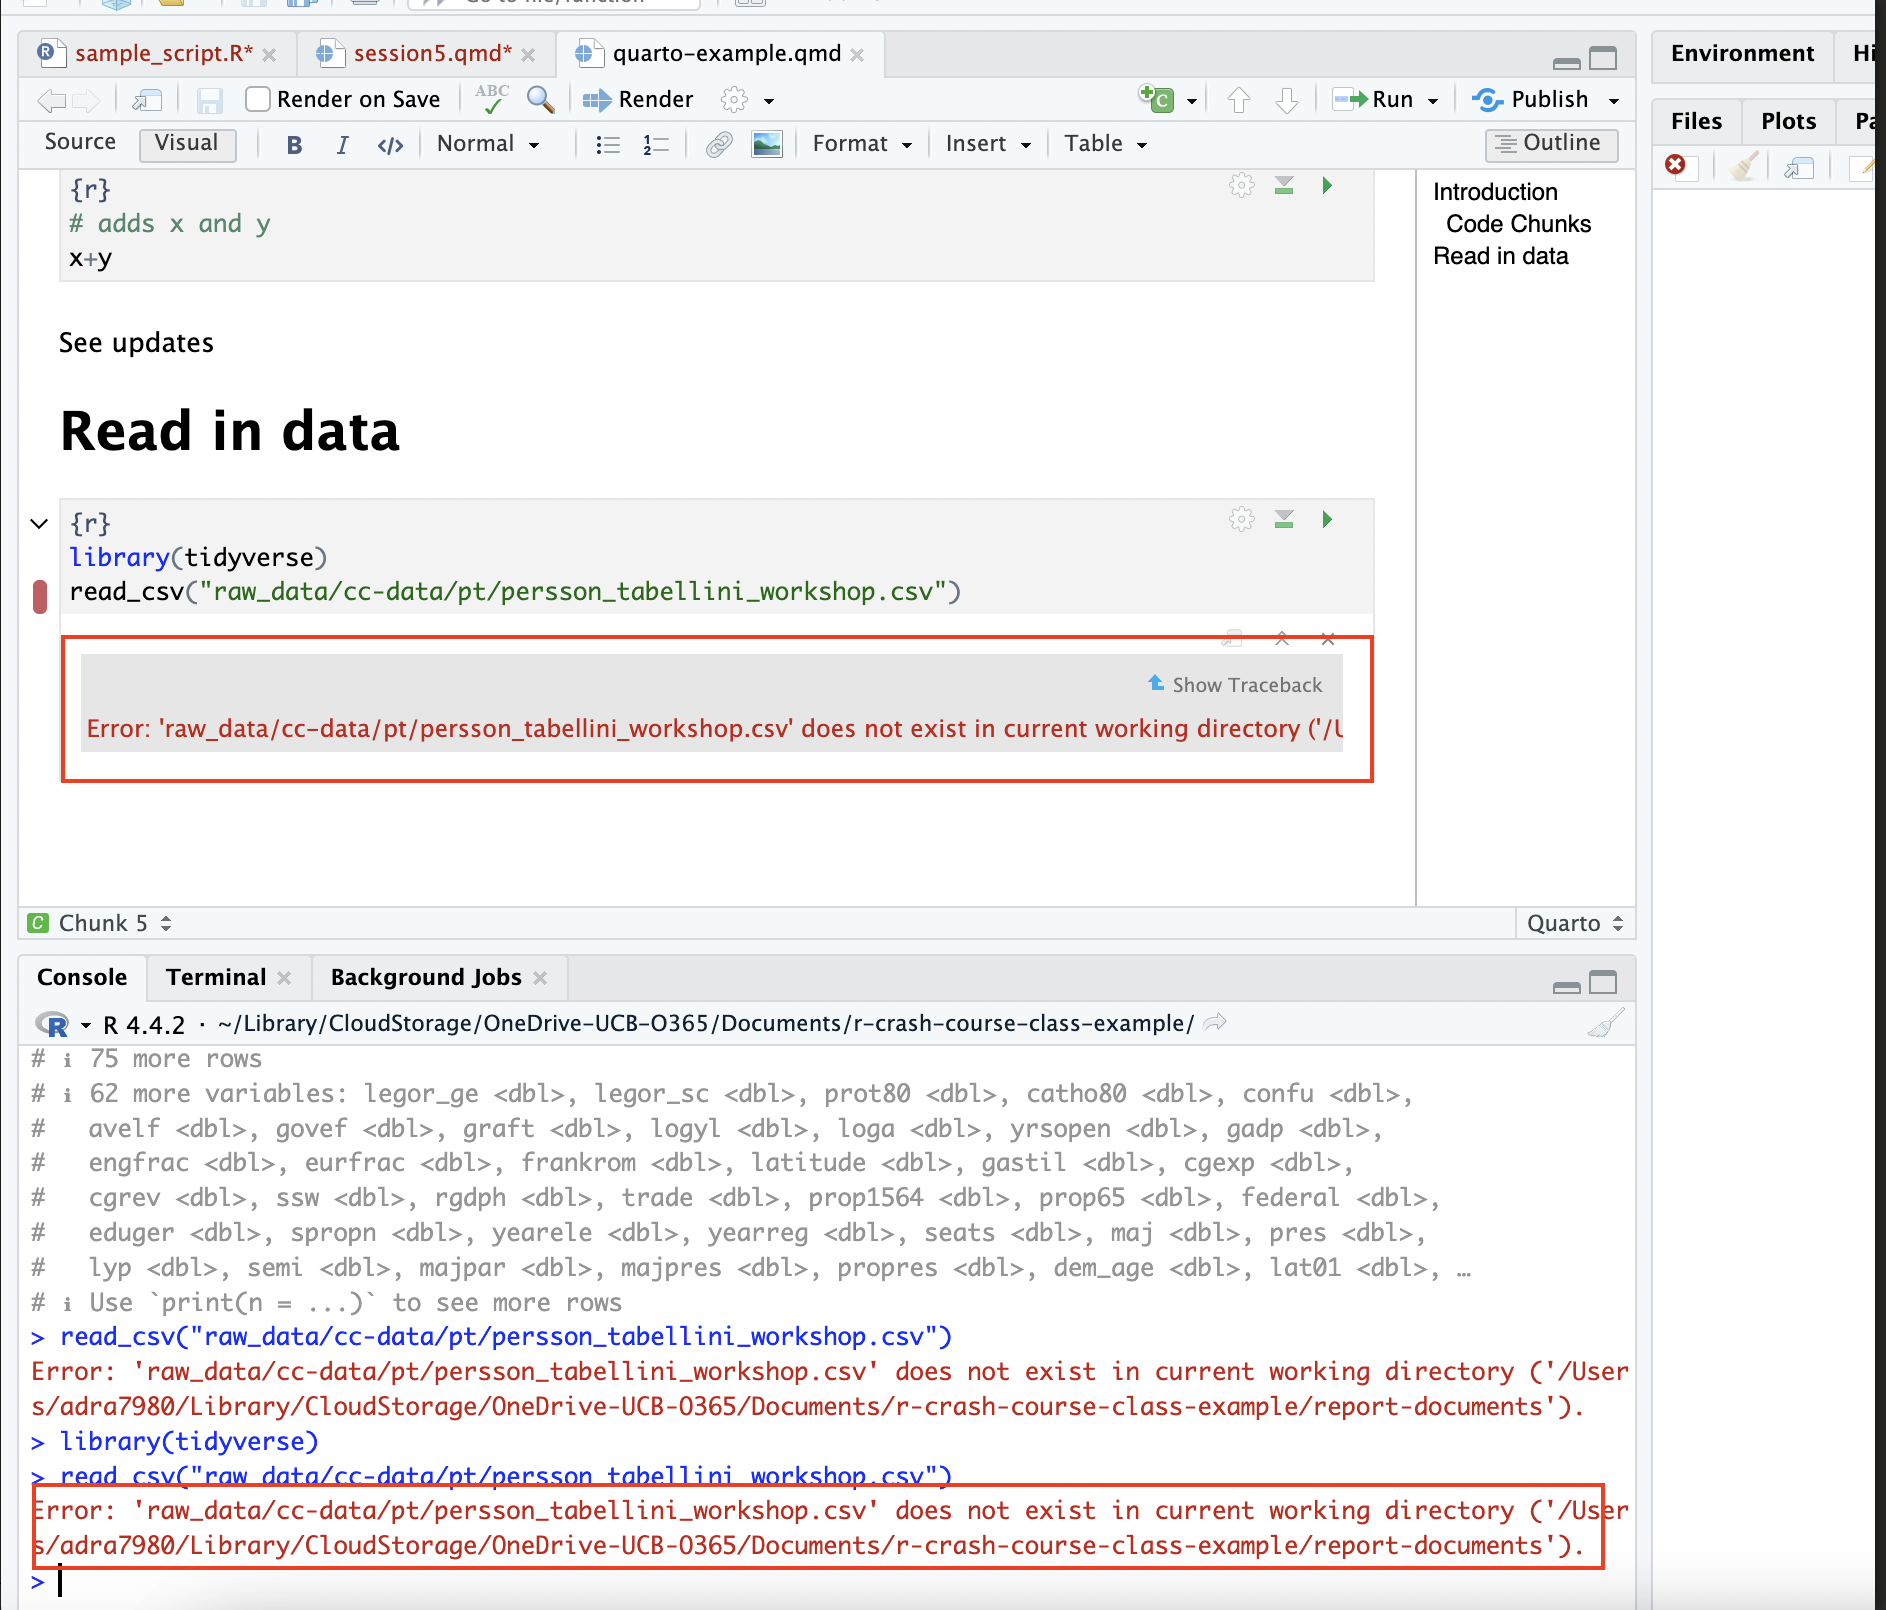 Go to file/function
sample_script.R*
session5.qmd*
quarto-example.qmd
Environment
Render on Save
ABC
Render
Run
Publish
Files
Plots
Source
Visual
B
I
</>
Normal
Format
Insert
Table
Outline
{r}
# adds x and y
x+y
Introduction
Code Chunks
Read in data
See updates
Read in data
{r}
library(tidyverse)
read_csv("raw_data/cc-data/pt/persson_tabellini_workshop.csv")
Show Traceback
Error: 'raw_data/cc-data/pt/persson_tabellini_workshop.csv' does not exist in current working directory ('/U
C Chunk 5
Quarto
Console
Terminal
Background Jobs
R 4.4.2 · ~/Library/CloudStorage/OneDrive-UCB-O365/Documents/r-crash-course-class-example/
# ℹ 75 more rows
# ℹ 62 more variables: legor_ge <dbl>, legor_sc <dbl>, prot80 <dbl>, catho80 <dbl>, confu <dbl>,
#   avelf <dbl>, govef <dbl>, graft <dbl>, logyl <dbl>, loga <dbl>, yrsopen <dbl>, gadp <dbl>,
#   engfrac <dbl>, eurfrac <dbl>, frankrom <dbl>, latitude <dbl>, gastil <dbl>, cgexp <dbl>,
#   cgrev <dbl>, ssw <dbl>, rgdph <dbl>, trade <dbl>, prop1564 <dbl>, prop65 <dbl>, federal <dbl>,
#   eduger <dbl>, spropn <dbl>, yearele <dbl>, yearreg <dbl>, seats <dbl>, maj <dbl>, pres <dbl>,
#   lyp <dbl>, semi <dbl>, majpar <dbl>, majpres <dbl>, propres <dbl>, dem_age <dbl>, lat01 <dbl>, …
# ℹ Use `print(n = ...)` to see more rows
> read_csv("raw_data/cc-data/pt/persson_tabellini_workshop.csv")
Error: 'raw_data/cc-data/pt/persson_tabellini_workshop.csv' does not exist in current working directory ('/User
s/adra7980/Library/CloudStorage/OneDrive-UCB-O365/Documents/r-crash-course-class-example/report-documents').
> library(tidyverse)
> read_csv("raw_data/cc-data/pt/persson_tabellini_workshop.csv")
Error: 'raw_data/cc-data/pt/persson_tabellini_workshop.csv' does not exist in current working directory ('/User
s/adra7980/Library/CloudStorage/OneDrive-UCB-O365/Documents/r-crash-course-class-example/report-documents').
>